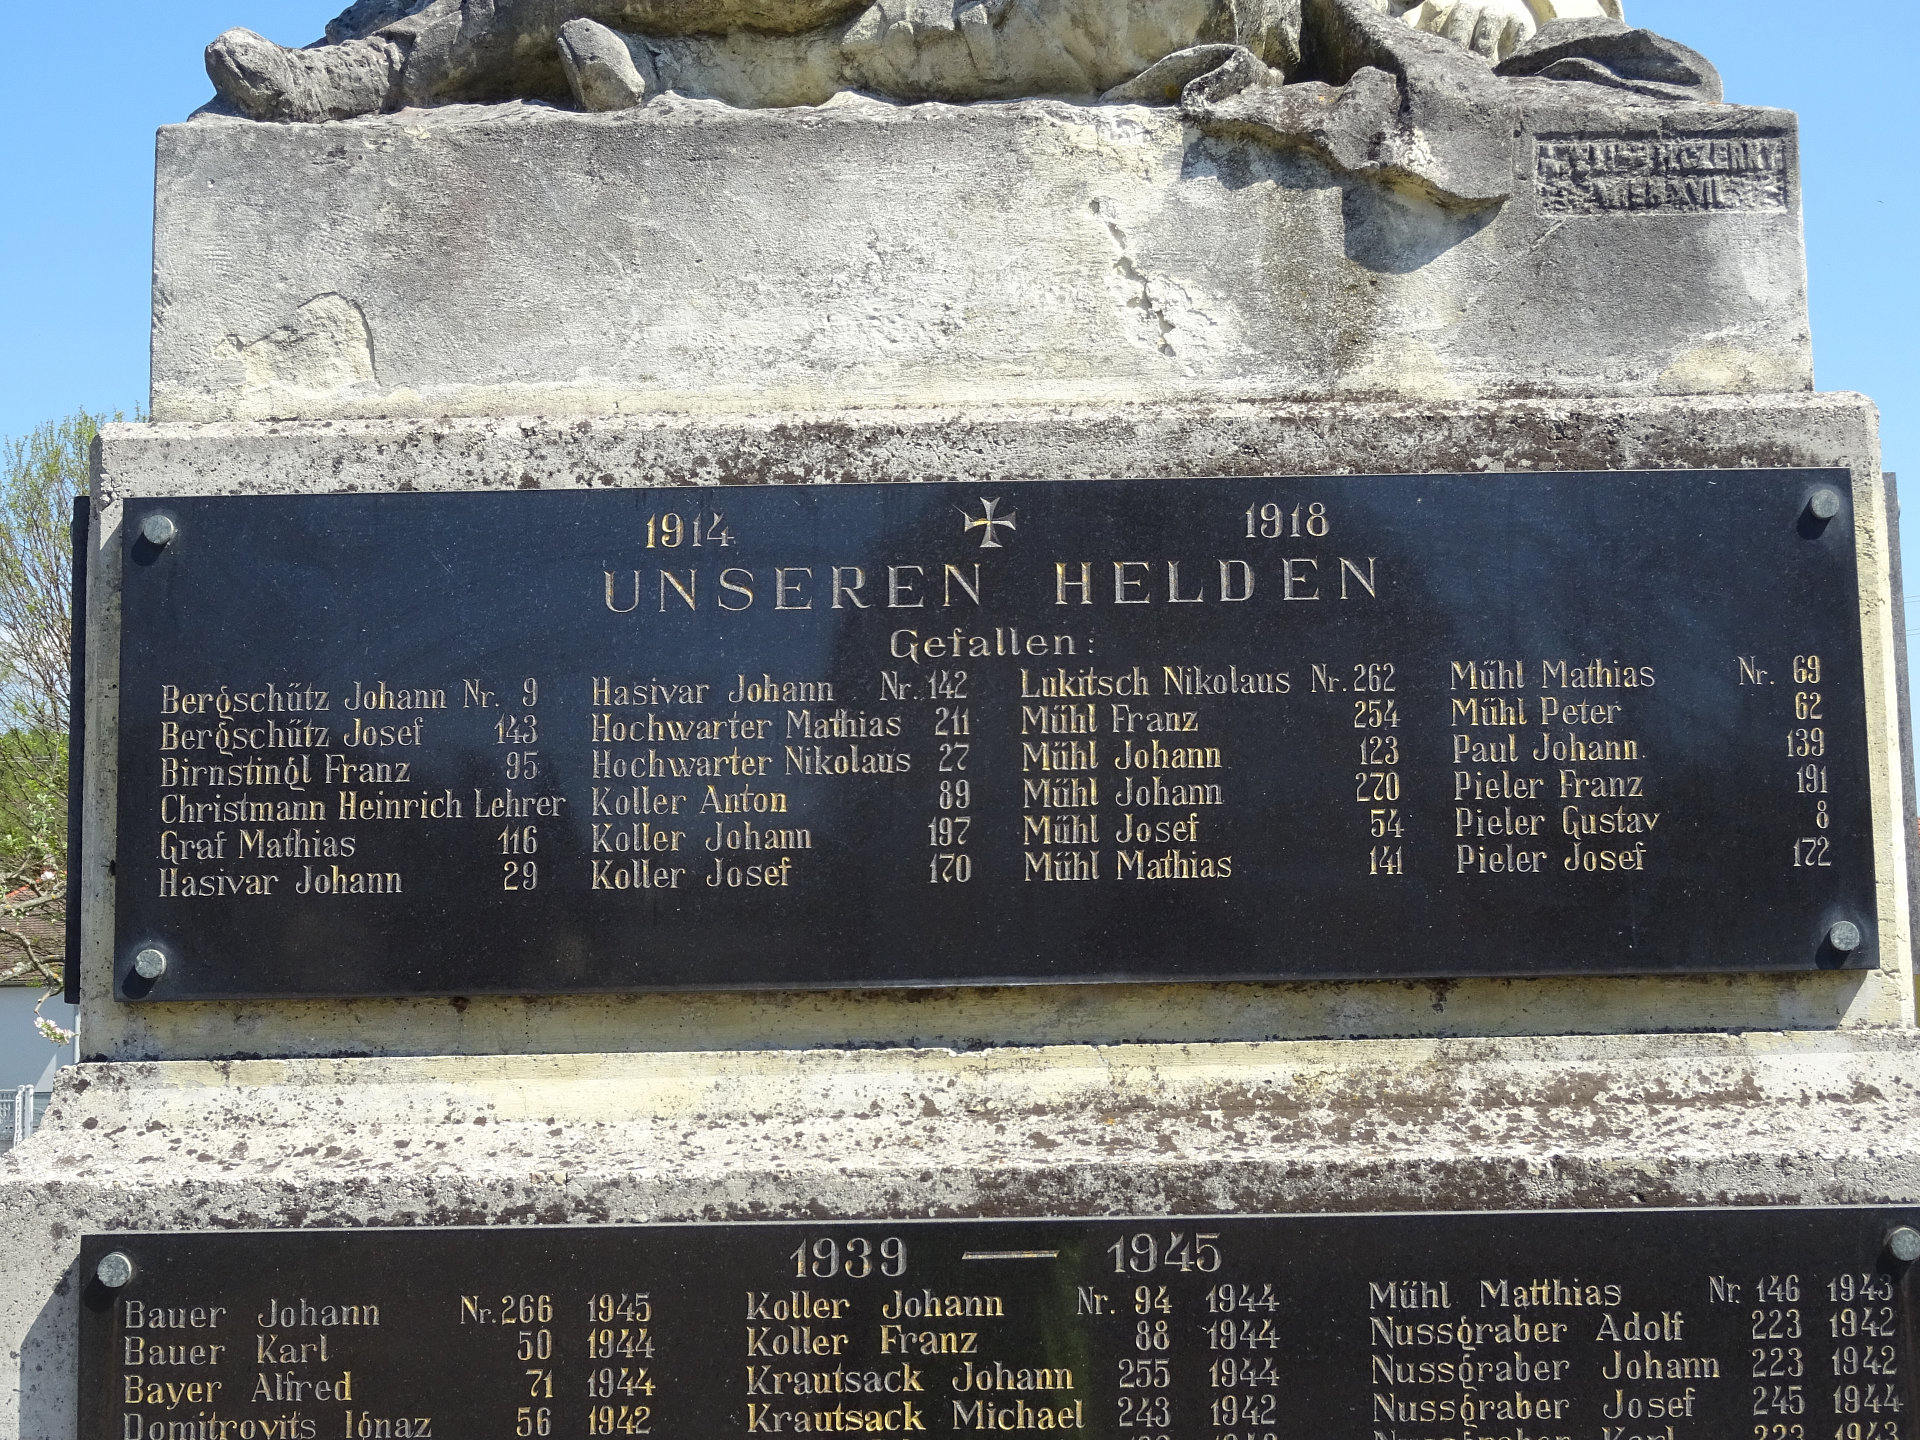 1914 1918
UNSEREN HELDEN
Gefallen:
Bergschütz Johann Nr. 9
Bergschütz Josef 143
Birnstingl Franz 95
Christmann Heinrich Lehrer
Graf Mathias 116
Hasivar Johann 29
Hasivar Johann Nr. 142
Hochwarter Mathias 211
Hochwarter Nikolaus 27
Koller Anton 89
Koller Johann 197
Koller Josef 170
Lukitsch Nikolaus Nr. 262
Mühl Franz 254
Mühl Johann 123
Mühl Johann 270
Mühl Josef 54
Mühl Mathias 141
Mühl Mathias Nr. 69
Mühl Peter 62
Paul Johann 139
Pieler Franz 191
Pieler Gustav 8
Pieler Josef 172
1939 — 1945
Bauer Johann Nr. 266 1945
Bauer Karl 50 1944
Bayer Alfred 71 1944
Domitrovits Ignaz 56 1942
Koller Johann Nr. 94 1944
Koller Franz 88 1944
Krautsack Johann 255 1944
Krautsack Michael 243 1942
Mühl Matthias Nr. 146 1943
Nussgraber Adolf 223 1942
Nussgraber Johann 223 1942
Nussgraber Josef 245 1944
Nussgraber Karl 223 1943